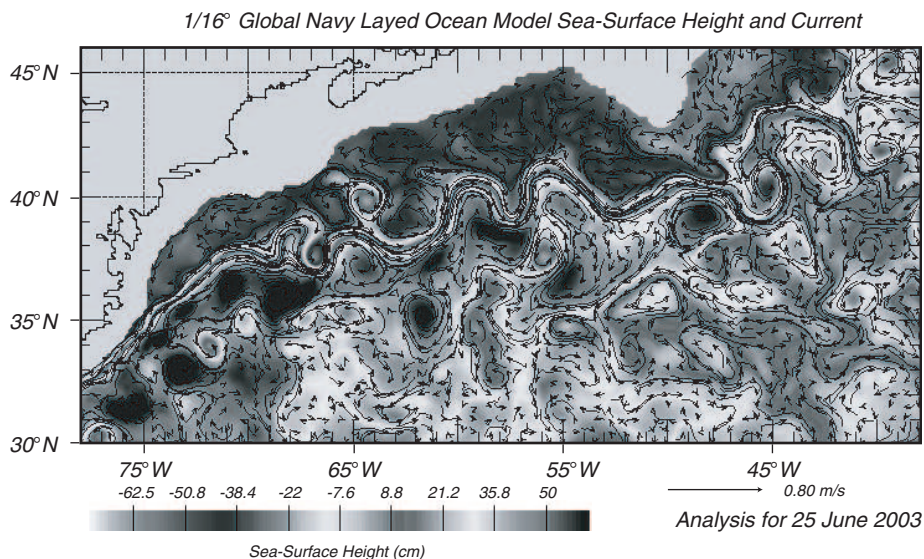 1/16° Global Navy Layed Ocean Model Sea-Surface Height and Current
45°N
40°N
35°N
30°N
75°W 65°W 55°W 45°W
-62.5 -50.8 -38.4 -22 -7.6 8.8 21.2 35.8 50
0.80 m/s
Analysis for 25 June 2003
Sea-Surface Height (cm)